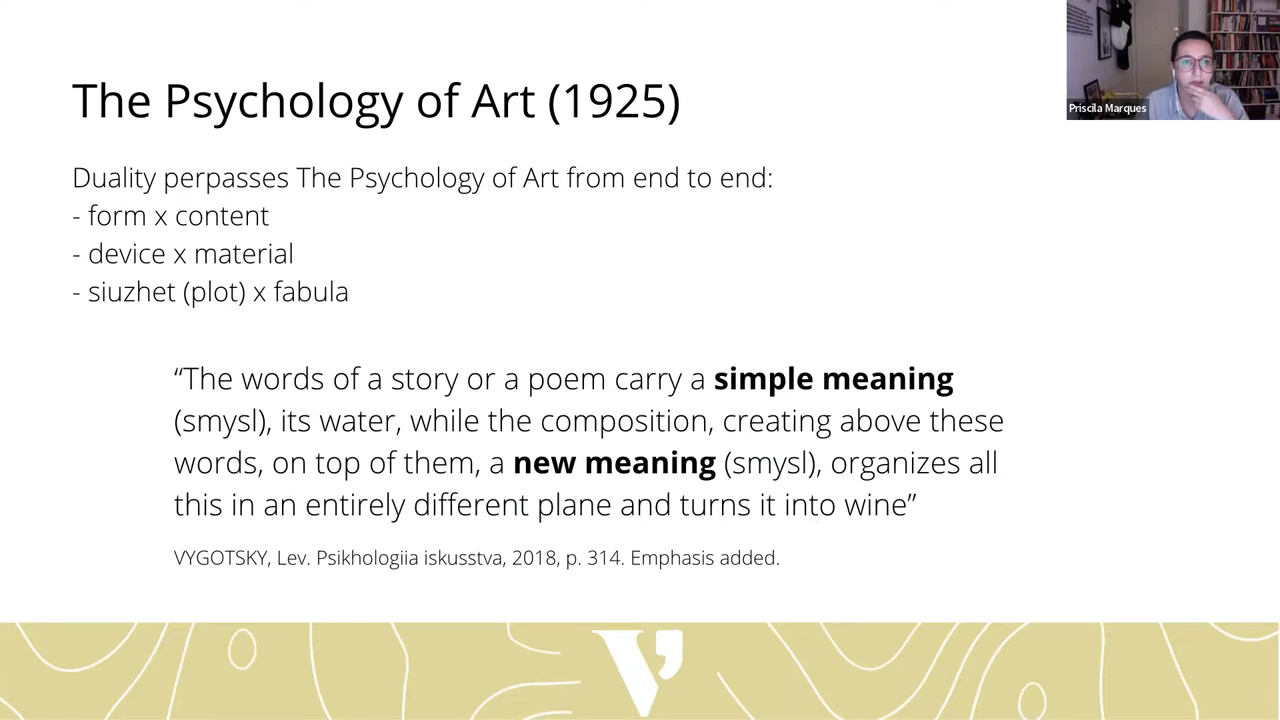 The Psychology of Art (1925)
Priscila Marques
Duality perpasses The Psychology of Art from end to end:
- form x content
- device x material
- siuzhet (plot) x fabula
“The words of a story or a poem carry a simple meaning
(smysl), its water, while the composition, creating above these
words, on top of them, a new meaning (smysl), organizes all
this in an entirely different plane and turns it into wine”
VYGOTSKY, Lev. Psikhologiia iskusstva, 2018, p. 314. Emphasis added.
V